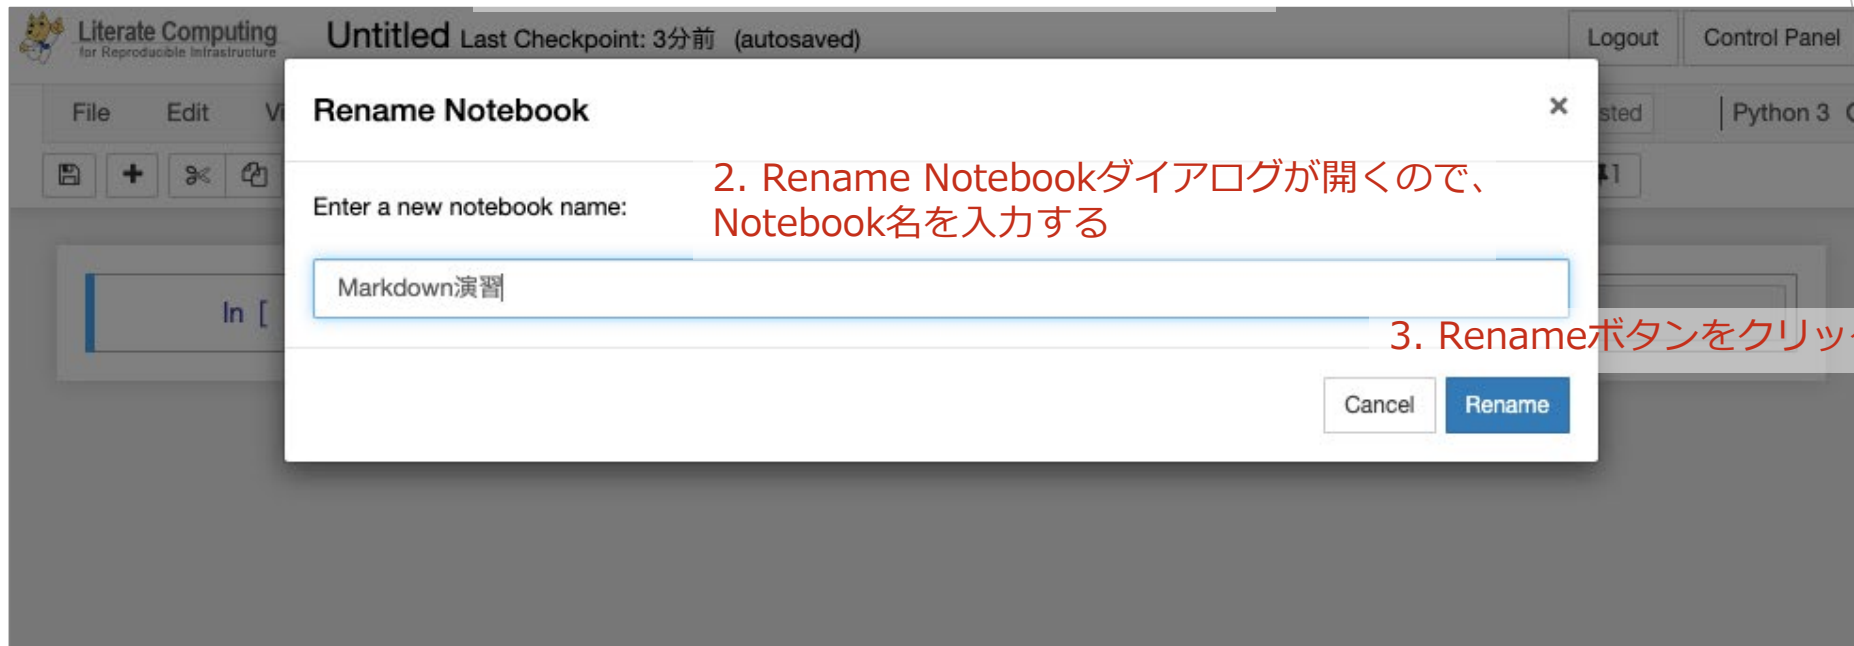 Literate Computing
for Reproducible Infrastructure
Untitled Last Checkpoint: 3分前 (autosaved)
Logout
Control Panel
File Edit
Rename Notebook
×
sted
Python 3
2. Rename Notebookダイアログが開くので、
Notebook名を入力する
Enter a new notebook name:
Markdown演習
In [
3. Renameボタンをクリッ
Cancel
Rename